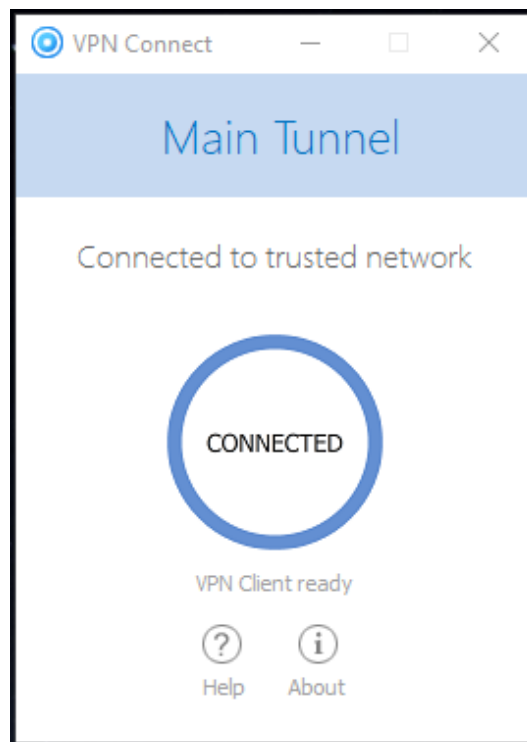 VPN Connect
Main Tunnel
Connected to trusted network
CONNECTED
VPN Client ready
Help About